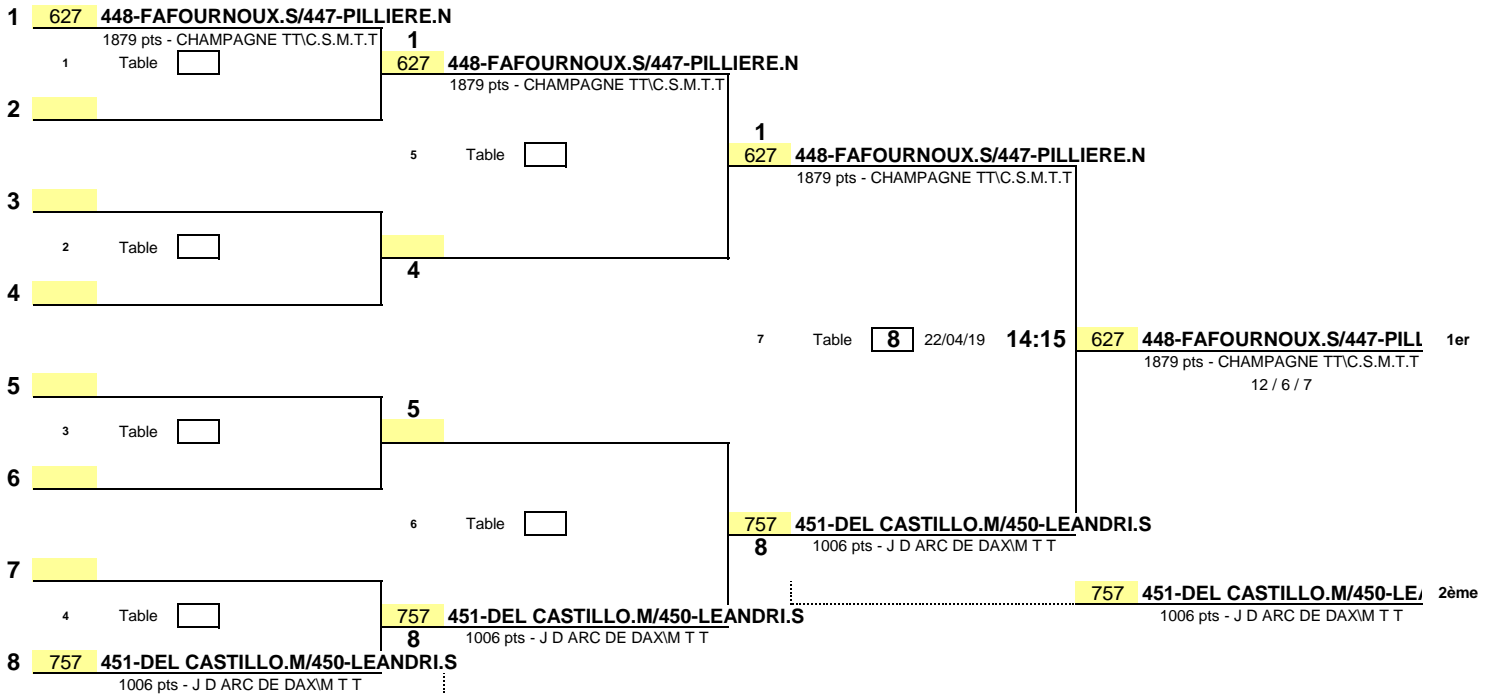 1 627 448-FAFOURNOUX.S/447-PILLIERE.N
1879 pts - CHAMPAGNE TT\C.S.M.T.T 1
1 Table 627 448-FAFOURNOUX.S/447-PILLIERE.N
1879 pts - CHAMPAGNE TT\C.S.M.T.T
2
1
5 Table 627 448-FAFOURNOUX.S/447-PILLIERE.N
1879 pts - CHAMPAGNE TT\C.S.M.T.T
3
2 Table
4
4
7 Table 8 22/04/19 14:15 627 448-FAFOURNOUX.S/447-PILL 1er
1879 pts - CHAMPAGNE TT\C.S.M.T.T
12 / 6 / 7
5
5
3 Table
6
6 Table 757 451-DEL CASTILLO.M/450-LEANDRI.S
8 1006 pts - J D ARC DE DAX\M T T
7
757 451-DEL CASTILLO.M/450-LEA 2ème
4 Table 757 451-DEL CASTILLO.M/450-LEANDRI.S 1006 pts - J D ARC DE DAX\M T T
8 1006 pts - J D ARC DE DAX\M T T
8 757 451-DEL CASTILLO.M/450-LEANDRI.S
1006 pts - J D ARC DE DAX\M T T